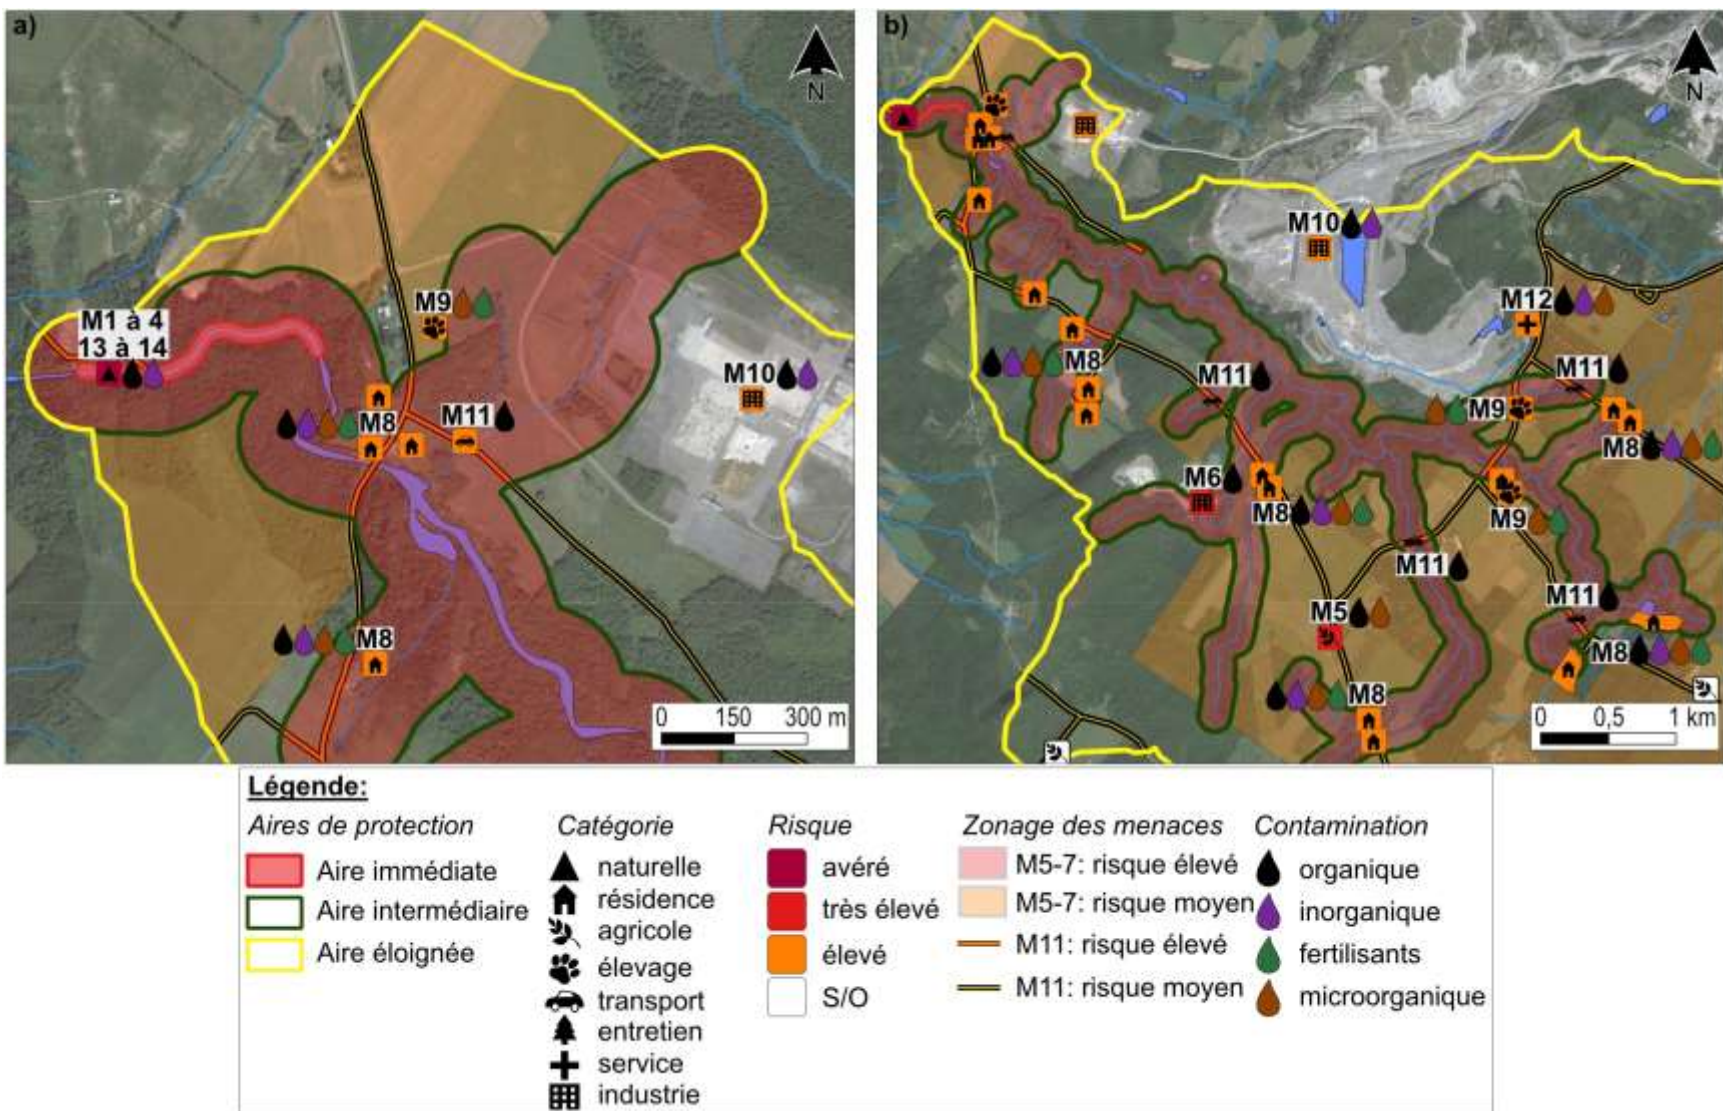 a)
N
M9
M1 à 4
13 à 14
M10
M8
M11
M8
0 150 300 m
b)
N
M10
M12
M8
M11
M11
M9
M8
M6
M8
M9
M11
M5
M11
M8
M8
0 0,5 1 km
Légende:
Aires de protection
Aire immédiate
Aire intermédiaire
Aire éloignée
Catégorie
naturelle
résidence
agricole
élevage
transport
entretien
service
industrie
Risque
avéré
très élevé
élevé
S/O
Zonage des menaces
M5-7: risque élevé
M5-7: risque moyen
M11: risque élevé
M11: risque moyen
Contamination
organique
inorganique
fertilisants
microorganique